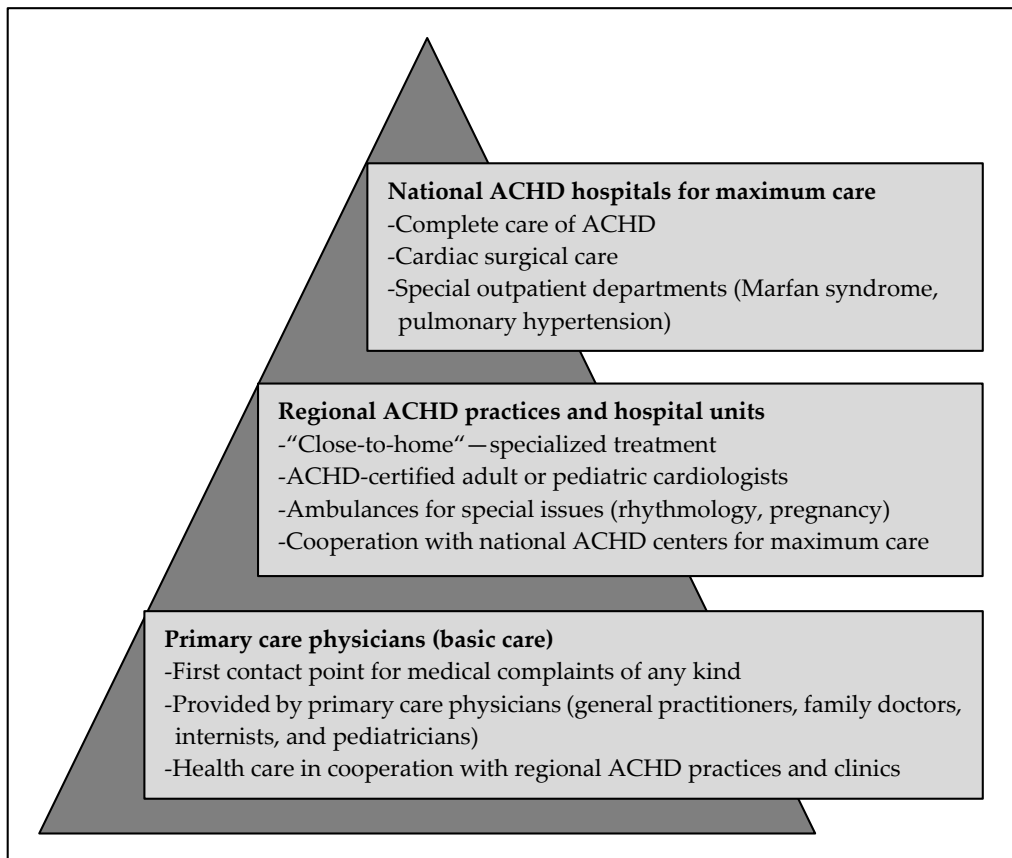 National ACHD hospitals for maximum care
-Complete care of ACHD
-Cardiac surgical care
-Special outpatient departments (Marfan syndrome,
pulmonary hypertension)
Regional ACHD practices and hospital units
-“Close-to-home“—specialized treatment
-ACHD-certified adult or pediatric cardiologists
-Ambulances for special issues (rhythmology, pregnancy)
-Cooperation with national ACHD centers for maximum care
Primary care physicians (basic care)
-First contact point for medical complaints of any kind
-Provided by primary care physicians (general practitioners, family doctors,
internists, and pediatricians)
-Health care in cooperation with regional ACHD practices and clinics